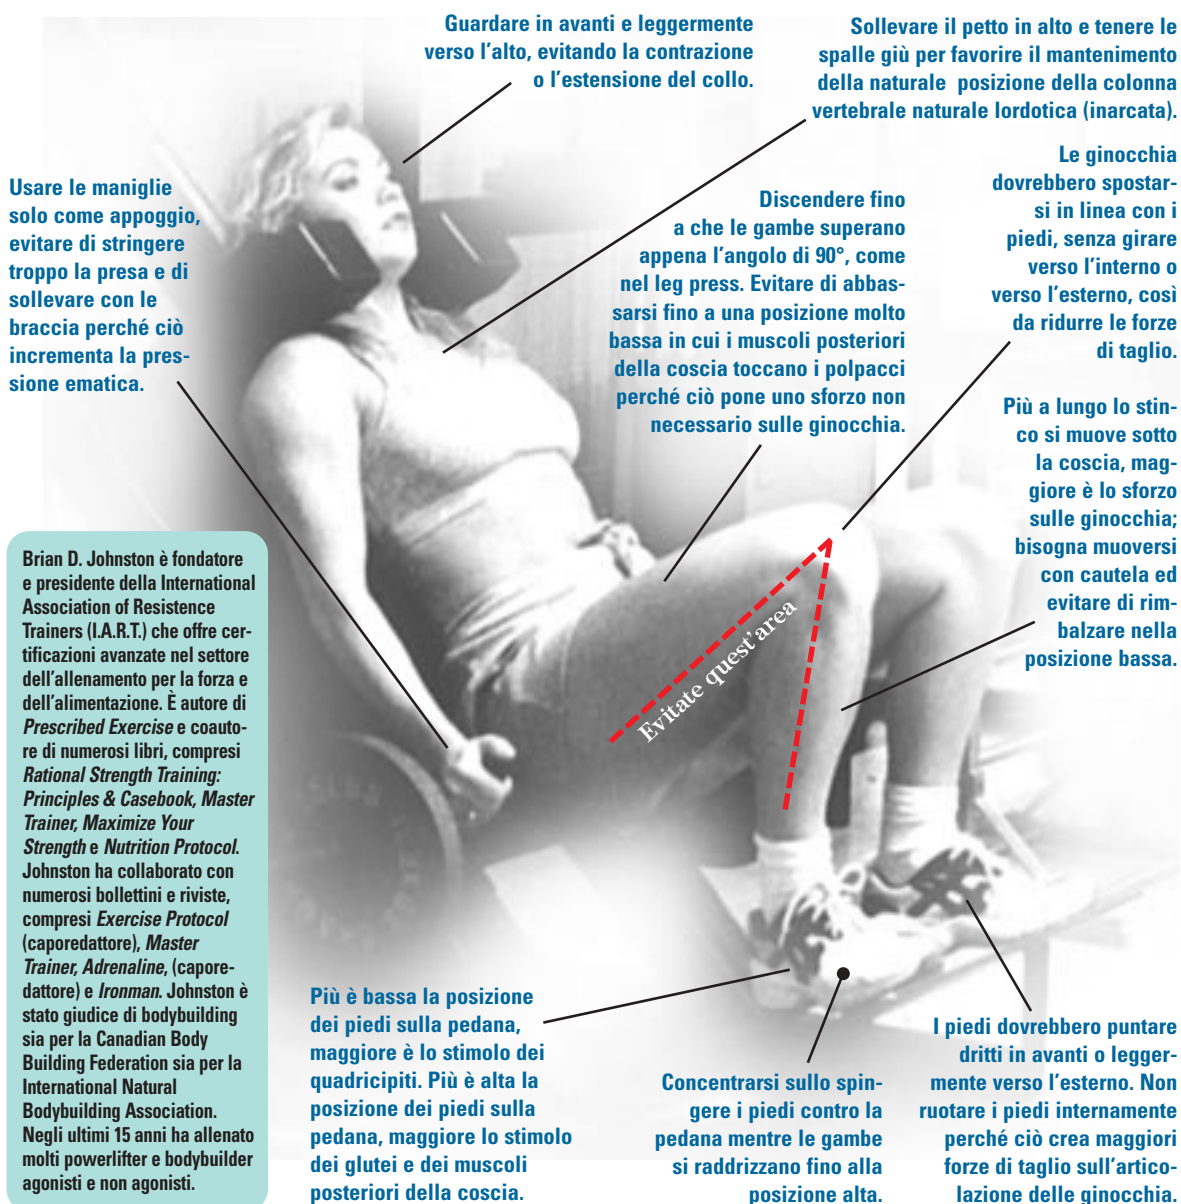 Guardare in avanti e leggermente
verso l'alto, evitando la contrazione
o l'estensione del collo.
Sollevare il petto in alto e tenere le
spalle giù per favorire il mantenimento
della naturale posizione della colonna
vertebrale naturale lordotica (inarcata).
Usare le maniglie
solo come appoggio,
evitare di stringere
troppo la presa e di
sollevare con le
braccia perché ciò
incrementa la pres-
sione ematica.
Discendere fino
a che le gambe superano
appena l'angolo di 90°, come
nel leg press. Evitare di abbas-
sarsi fino a una posizione molto
bassa in cui i muscoli posteriori
della coscia toccano i polpacci
perché ciò pone uno sforzo non
necessario sulle ginocchia.
Le ginocchia
dovrebbero spostar-
si in linea con i
piedi, senza girare
verso l'interno o
verso l'esterno, così
da ridurre le forze
di taglio.
Più a lungo lo stin-
co si muove sotto
la coscia, mag-
giore è lo sforzo
sulle ginocchia;
bisogna muoversi
con cautela ed
evitare di rim-
balzare nella
posizione bassa.
Evitate quest'area
Brian D. Johnston è fondatore
e presidente della International
Association of Resistence
Trainers (I.A.R.T.) che offre cer-
tificazioni avanzate nel settore
dell'allenamento per la forza e
dell'alimentazione. È autore di
Prescribed Exercise e coauto-
re di numerosi libri, compresi
Rational Strength Training:
Principles & Casebook, Master
Trainer, Maximize Your
Strength e Nutrition Protocol.
Johnston ha collaborato con
numerosi bollettini e riviste,
compresi Exercise Protocol
(caporedattore), Master
Trainer, Adrenaline, (capore-
dattore) e Ironman. Johnston è
stato giudice di bodybuilding
sia per la Canadian Body
Building Federation sia per la
International Natural
Bodybuilding Association.
Negli ultimi 15 anni ha allenato
molti powerlifter e bodybuilder
agonisti e non agonisti.
Più è bassa la posizione
dei piedi sulla pedana,
maggiore è lo stimolo dei
quadricipiti. Più è alta la
posizione dei piedi sulla
pedana, maggiore lo stimolo
dei glutei e dei muscoli
posteriori della coscia.
Concentrarsi sullo spin-
gere i piedi contro la
pedana mentre le gambe
si raddrizzano fino alla
posizione alta.
I piedi dovrebbero puntare
dritti in avanti o legger-
mente verso l'esterno. Non
ruotare i piedi internamente
perché ciò crea maggiori
forze di taglio sull'artico-
lazione delle ginocchia.